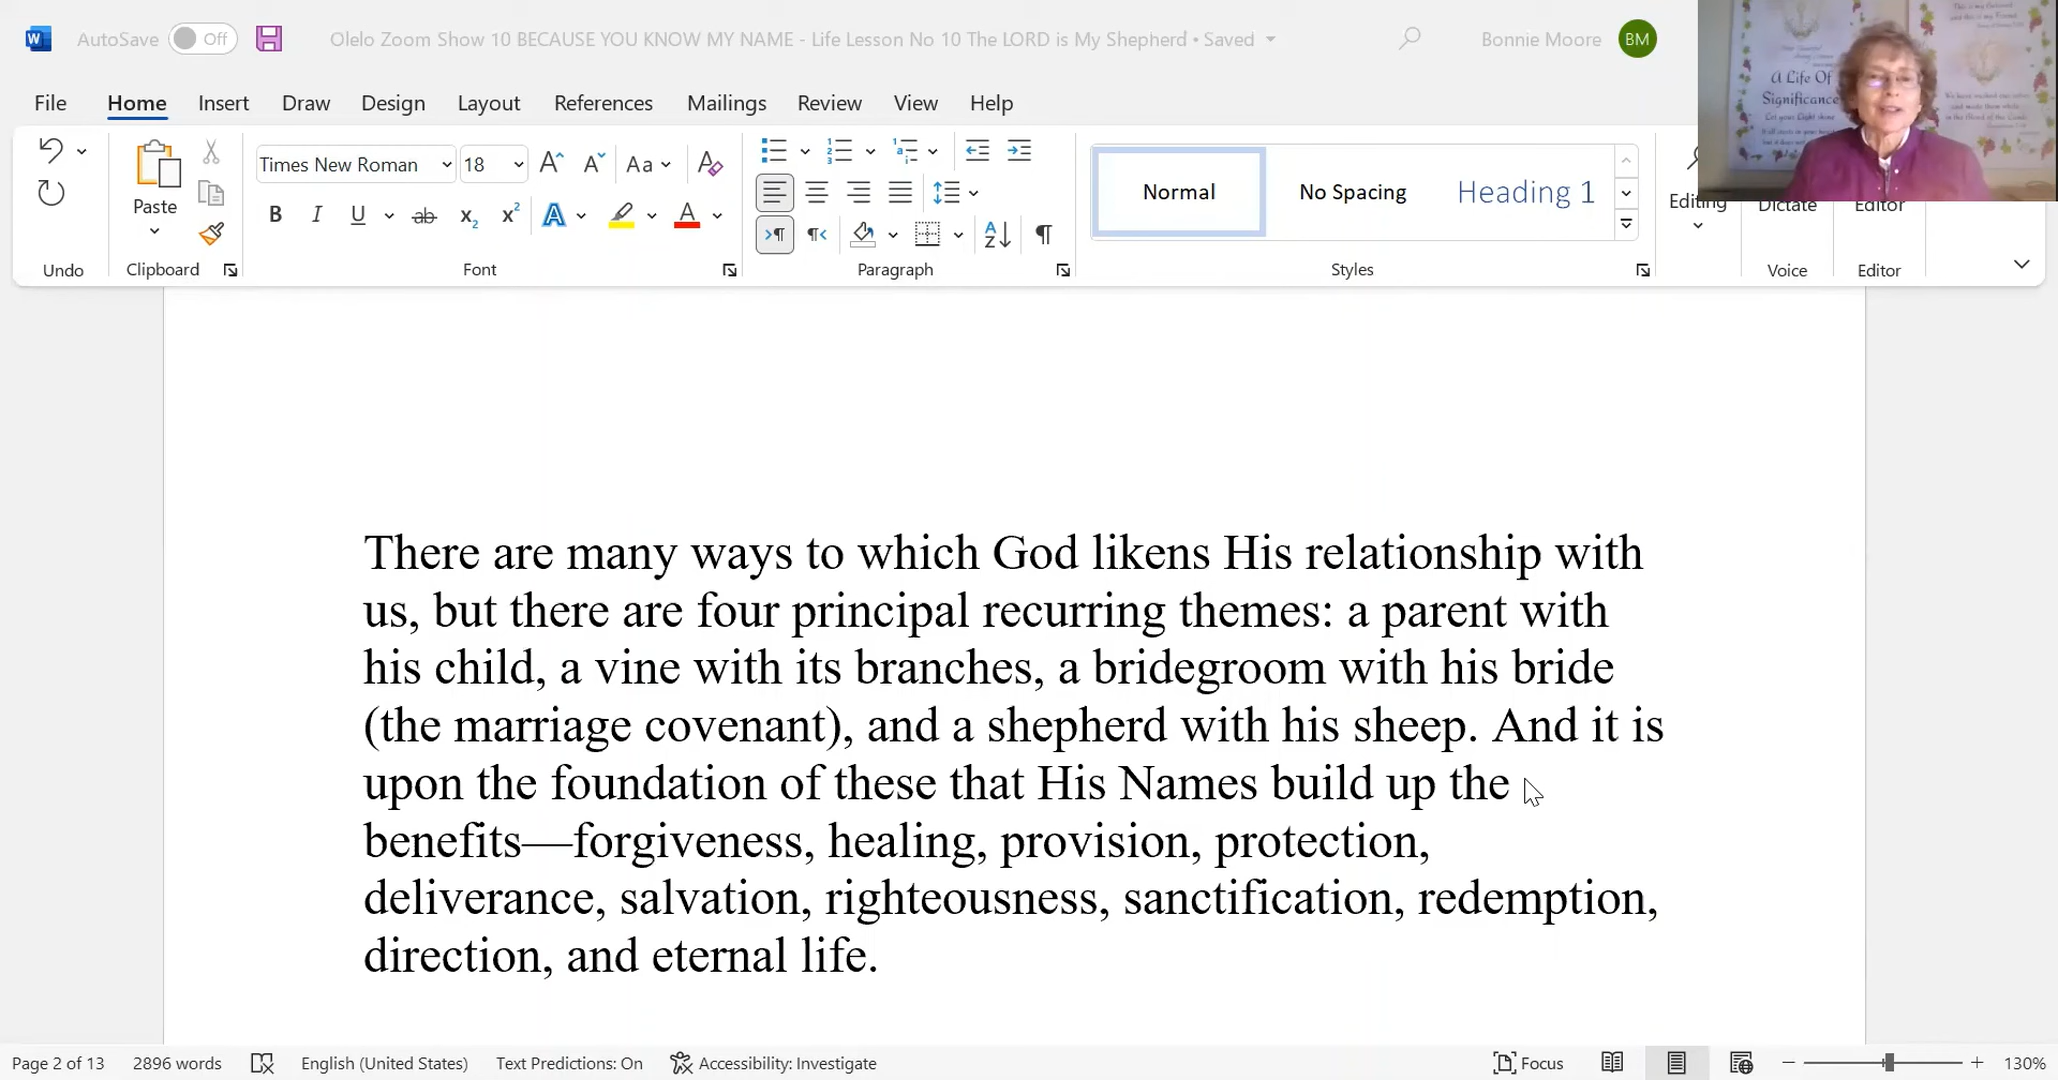 AutoSave Off Olelo Zoom Show 10 BECAUSE YOU KNOW MY NAME - Life Lesson No 10 The LORD is My Shepherd • Saved Bonnie Moore BM
File Home Insert Draw Design Layout References Mailings Review View Help
Times New Roman 18 Aa
Paste
Normal No Spacing Heading 1
Editing Dictate Editor
Undo Clipboard Font Paragraph Styles Voice Editor
A Life Of
Significance
There are many ways to which God likens His relationship with
us, but there are four principal recurring themes: a parent with
his child, a vine with its branches, a bridegroom with his bride
(the marriage covenant), and a shepherd with his sheep. And it is
upon the foundation of these that His Names build up the
benefits—forgiveness, healing, provision, protection,
deliverance, salvation, righteousness, sanctification, redemption,
direction, and eternal life.
Page 2 of 13 2896 words English (United States) Text Predictions: On Accessibility: Investigate Focus 130%